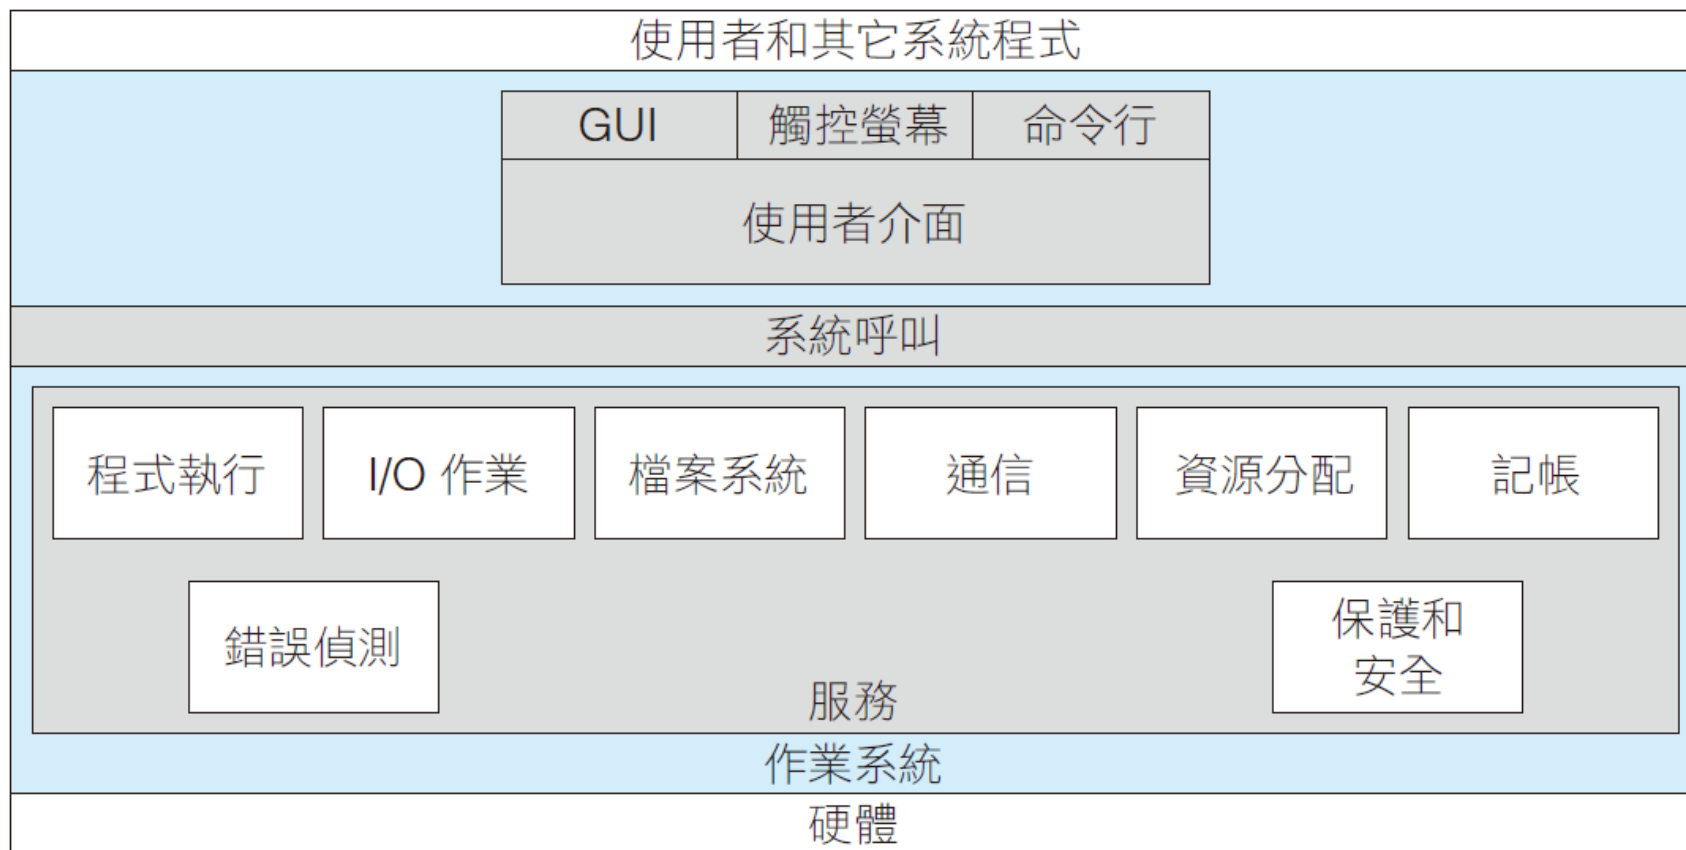 使用者和其它系統程式
GUI
觸控螢幕
命令行
使用者介面
系統呼叫
程式執行
I/O 作業
檔案系統
通信
資源分配
記帳
錯誤偵測
保護和
安全
服務
作業系統
硬體